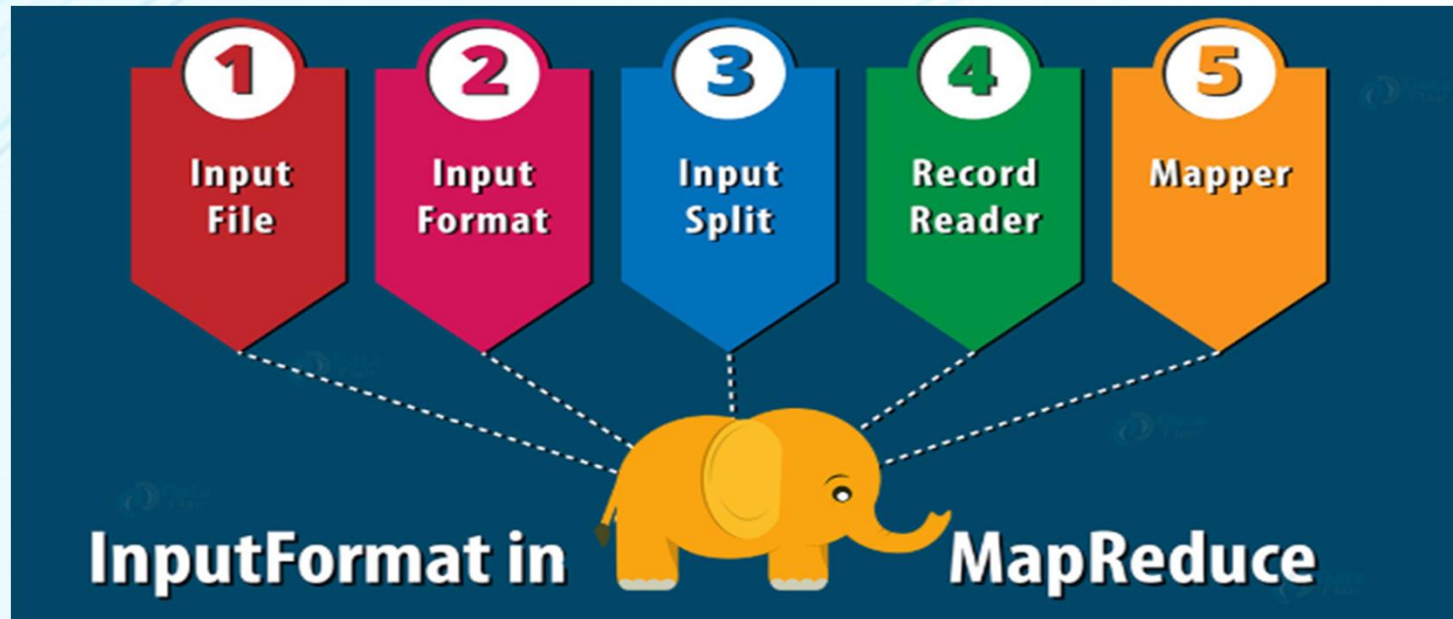 1
Input
File
2
Input
Format
3
Input
Split
4
Record
Reader
5
Mapper
InputFormat in MapReduce